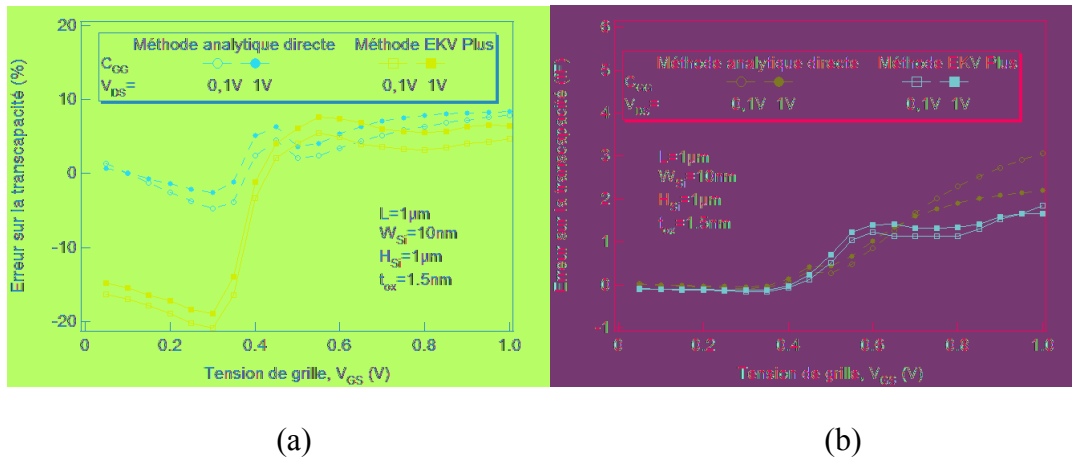 20
10
0
-10
-20
Erreur sur la transcapacité (%)
Méthode analytique directe Méthode EKV Plus
C_GG
V_DS= 0,1V 1V 0,1V 1V
L=1µm
W_Si=10nm
H_Si=1µm
t_ox=1.5nm
0 0.2 0.4 0.6 0.8 1.0
Tension de grille, V_GS (V)
(a)
6
5
4
3
2
1
0
-1
Erreur sur la transcapacité (fF)
Méthode analytique directe Méthode EKV Plus
C_GG
V_DS= 0,1V 1V 0,1V 1V
L=1µm
W_Si=10nm
H_Si=1µm
t_ox=1.5nm
0 0.2 0.4 0.6 0.8 1.0
Tension de grille, V_GS (V)
(b)